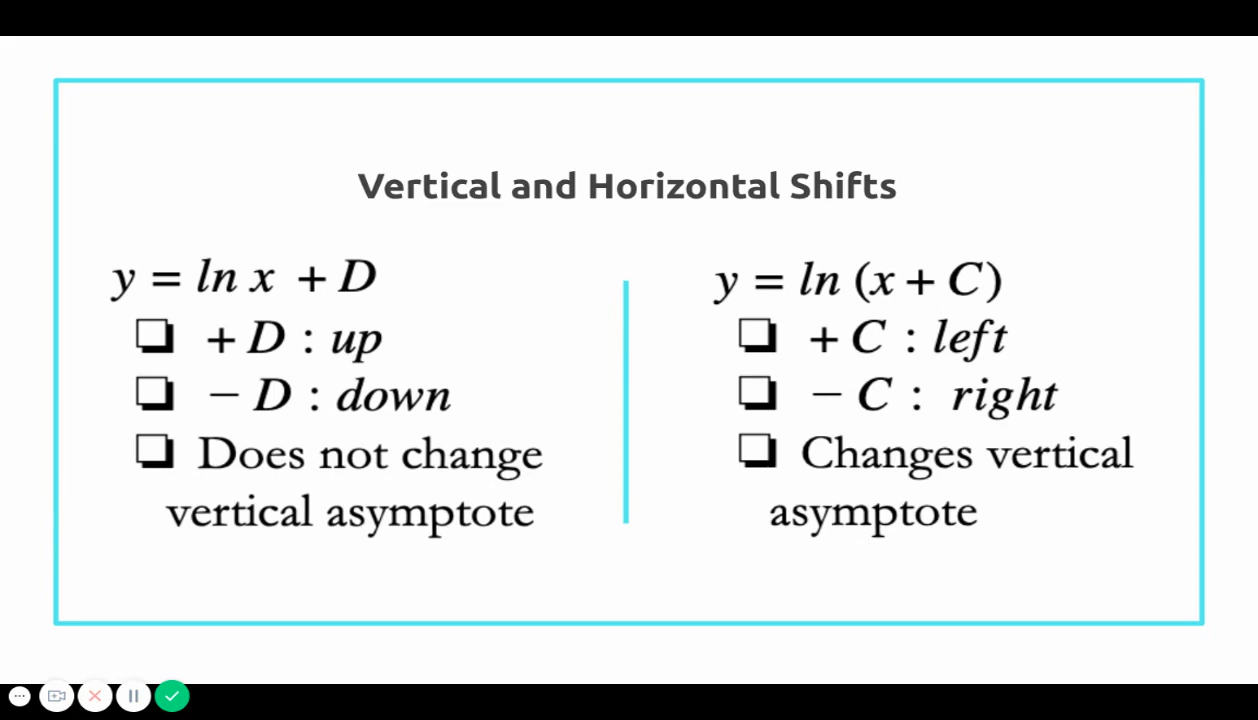 Vertical and Horizontal Shifts
y = ln x + D
+ D : up
− D : down
Does not change
vertical asymptote
y = ln (x + C)
+ C : left
− C : right
Changes vertical
asymptote